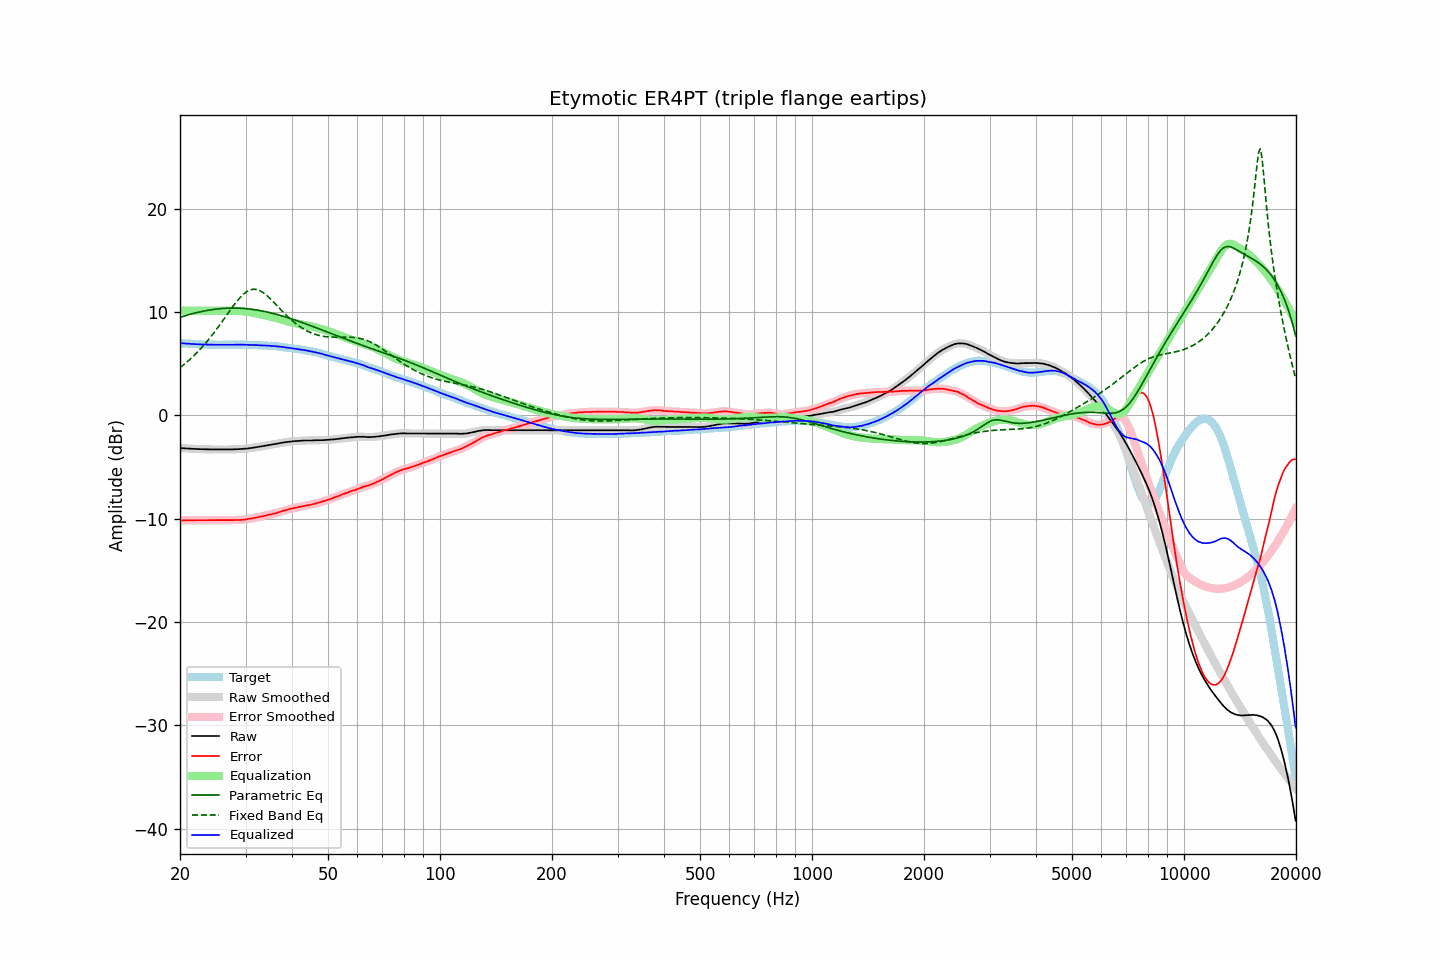 Etymotic ER4PT (triple flange eartips)
Amplitude (dBr)
20
10
0
−10
−20
−30
−40
Target
Raw Smoothed
Error Smoothed
Raw
Error
Equalization
Parametric Eq
Fixed Band Eq
Equalized
20 50 100 200 500 1000 2000 5000 10000 20000
Frequency (Hz)